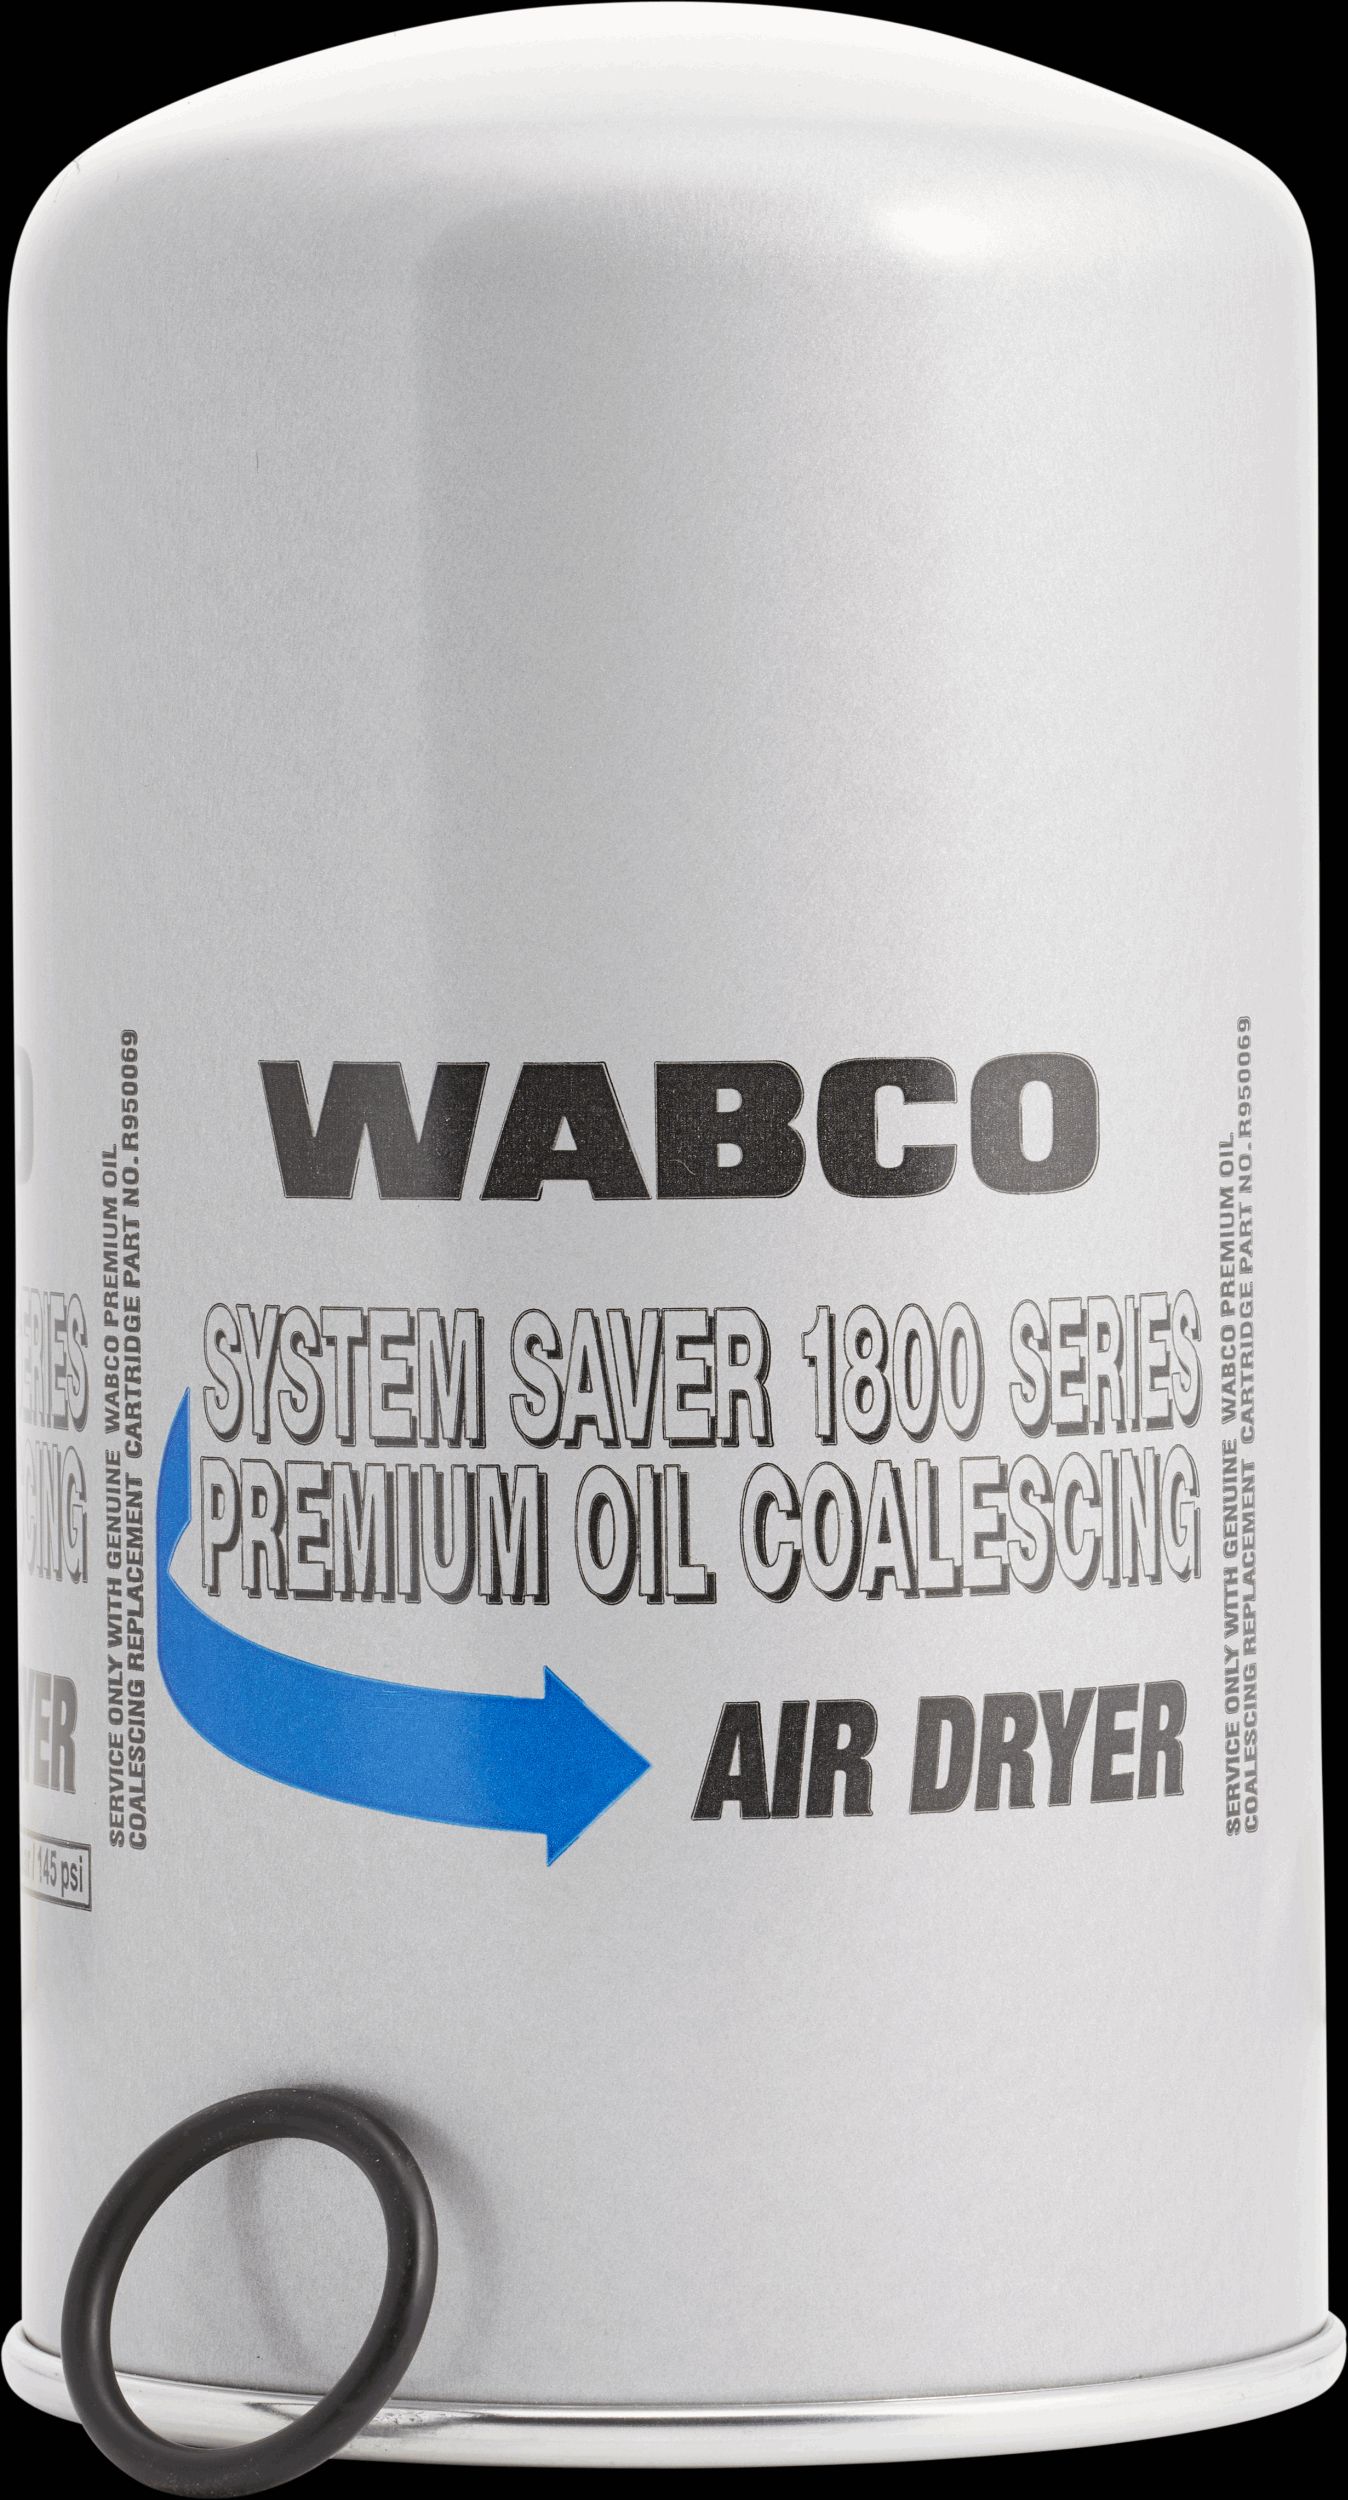 WABCO
SYSTEM SAVER 1800 SERIES
PREMIUM OIL COALESCING
AIR DRYER
SERVICE ONLY WITH GENUINE WABCO PREMIUM OIL
COALESCING REPLACEMENT CARTRIDGE PART NO. R950069
SERVICE ONLY WITH GENUINE WABCO PREMIUM OIL
COALESCING REPLACEMENT CARTRIDGE PART NO. R950069
145 psi